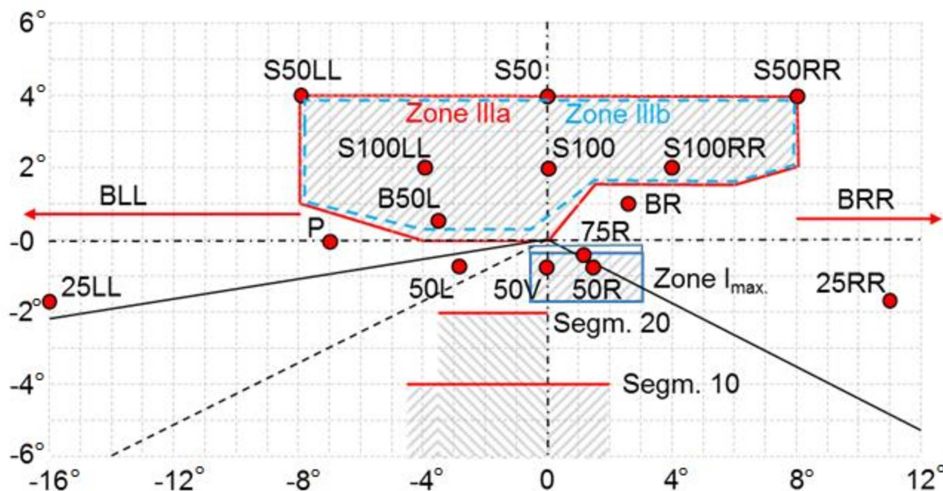 6°
S50LL
S50
S50RR
4°
Zone IIIa
Zone IIIb
S100LL
S100
S100RR
2°
BLL
B50L
BR
BRR
-0
P
75R
25LL
50L
50V
50R
Zone Imax.
25RR
-2°
Segm. 20
-4°
Segm. 10
-6°
-16°
-12°
-8°
-4°
0
4°
8°
12°